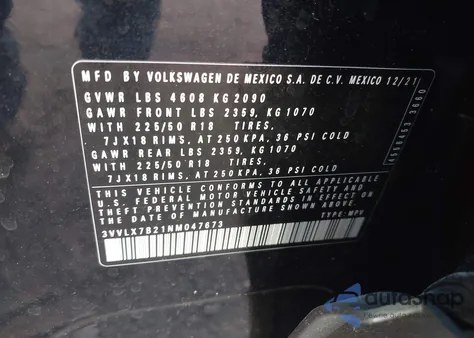 MFD BY VOLKSWAGEN DE MEXICO S.A. DE C.V. MEXICO 12/21
GVWR LBS 4608 KG2090
GAWR FRONT LBS 2359, KG1070
WITH 225/50 R18 TIRES,
7JX18 RIMS, AT 250 KPA, 36 PSI COLD
GAWR REAR LBS 2359, KG1070
WITH 225/50 R18 TIRES,
7JX18 RIMS, AT 250 KPA, 36 PSI COLD
THIS VEHICLE CONFORMS TO ALL APPLICABLE
U.S. FEDERAL MOTOR VEHICLE SAFETY AND
THEFT PREVENTION STANDARDS IN EFFECT
ON THE DATE OF MANUFACTURE SHOWN ABOVE.
3VVLX7B21NM047673 TYPE: MPV
autoshap